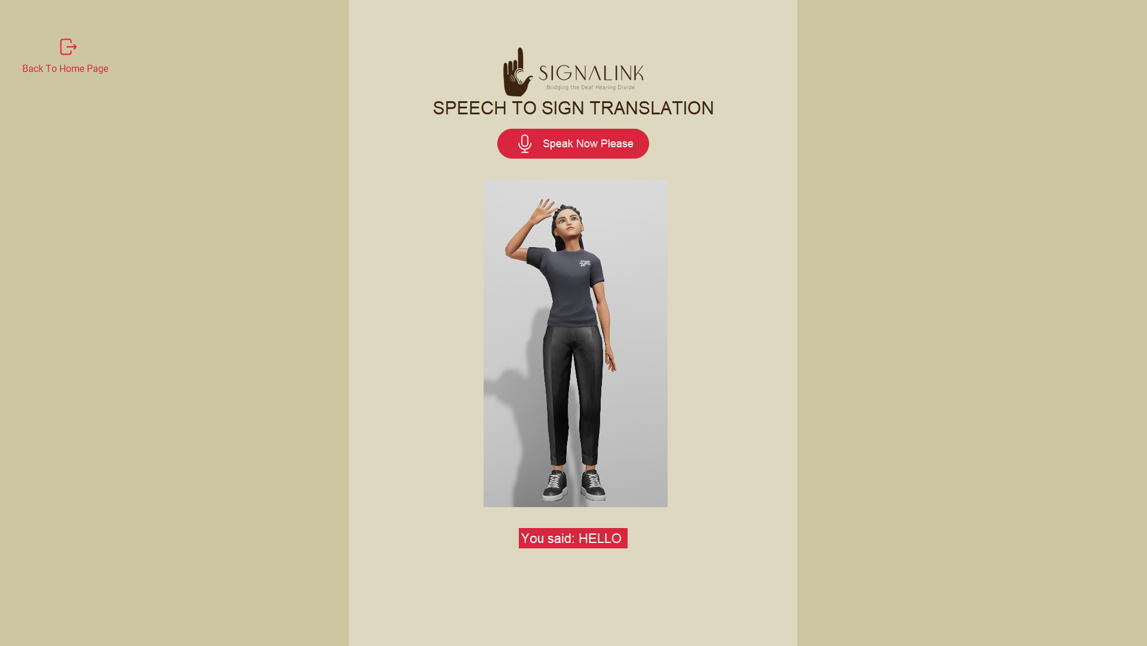 Back To Home Page
SIGNALINK
Bridging the Deaf Hearing Divide
SPEECH TO SIGN TRANSLATION
Speak Now Please
You said: HELLO